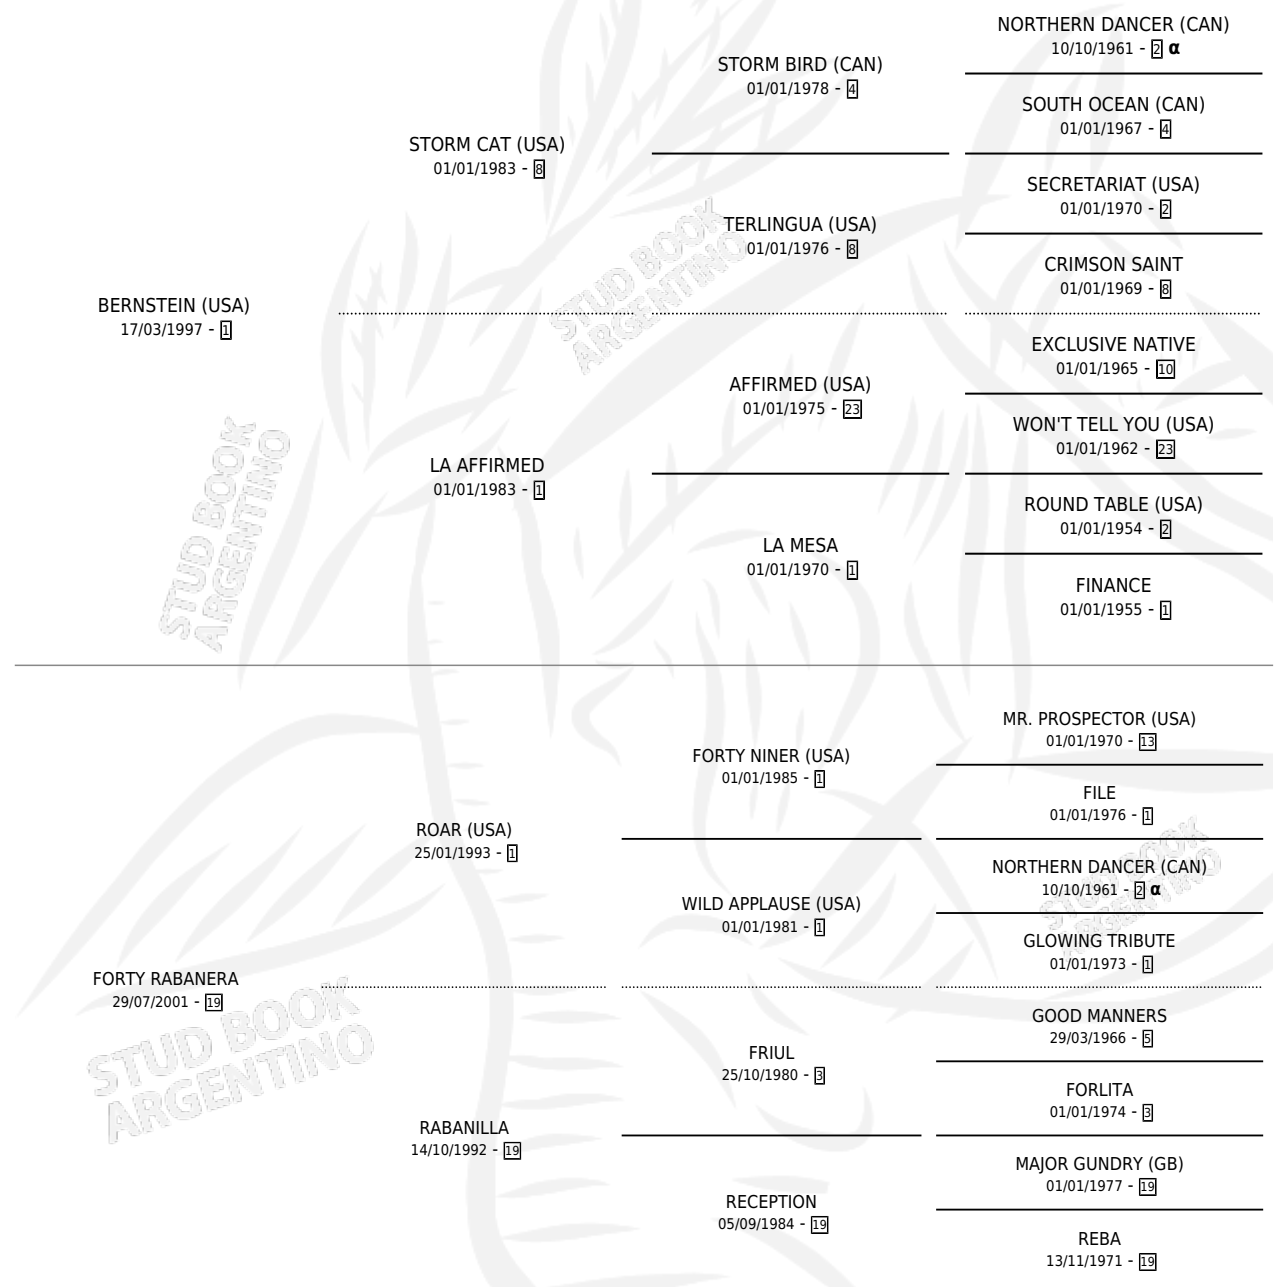 NORTHERN DANCER (CAN)
10/10/1961 - 2 α
STORM BIRD (CAN)
01/01/1978 - 4
SOUTH OCEAN (CAN)
01/01/1967 - 4
STORM CAT (USA)
01/01/1983 - 8
SECRETARIAT (USA)
01/01/1970 - 2
TERLINGUA (USA)
01/01/1976 - 8
CRIMSON SAINT
01/01/1969 - 8
BERNSTEIN (USA)
17/03/1997 - 1
EXCLUSIVE NATIVE
01/01/1965 - 10
AFFIRMED (USA)
01/01/1975 - 23
WON'T TELL YOU (USA)
01/01/1962 - 23
LA AFFIRMED
01/01/1983 - 1
ROUND TABLE (USA)
01/01/1954 - 2
LA MESA
01/01/1970 - 1
FINANCE
01/01/1955 - 1
STUD BOOK
ARGENTINO
STUD BOOK
ARGENTINO
MR. PROSPECTOR (USA)
01/01/1970 - 13
FORTY NINER (USA)
01/01/1985 - 1
FILE
01/01/1976 - 1
ROAR (USA)
25/01/1993 - 1
NORTHERN DANCER (CAN)
10/10/1961 - 2 α
WILD APPLAUSE (USA)
01/01/1981 - 1
GLOWING TRIBUTE
01/01/1973 - 1
FORTY RABANERA
29/07/2001 - 19
GOOD MANNERS
29/03/1966 - 5
FRIUL
25/10/1980 - 3
FORLITA
01/01/1974 - 3
RABANILLA
14/10/1992 - 19
MAJOR GUNDRY (GB)
01/01/1977 - 19
RECEPTION
05/09/1984 - 19
REBA
13/11/1971 - 19
STUD BOOK
ARGENTINO
STUD BOOK
ARGENTINO